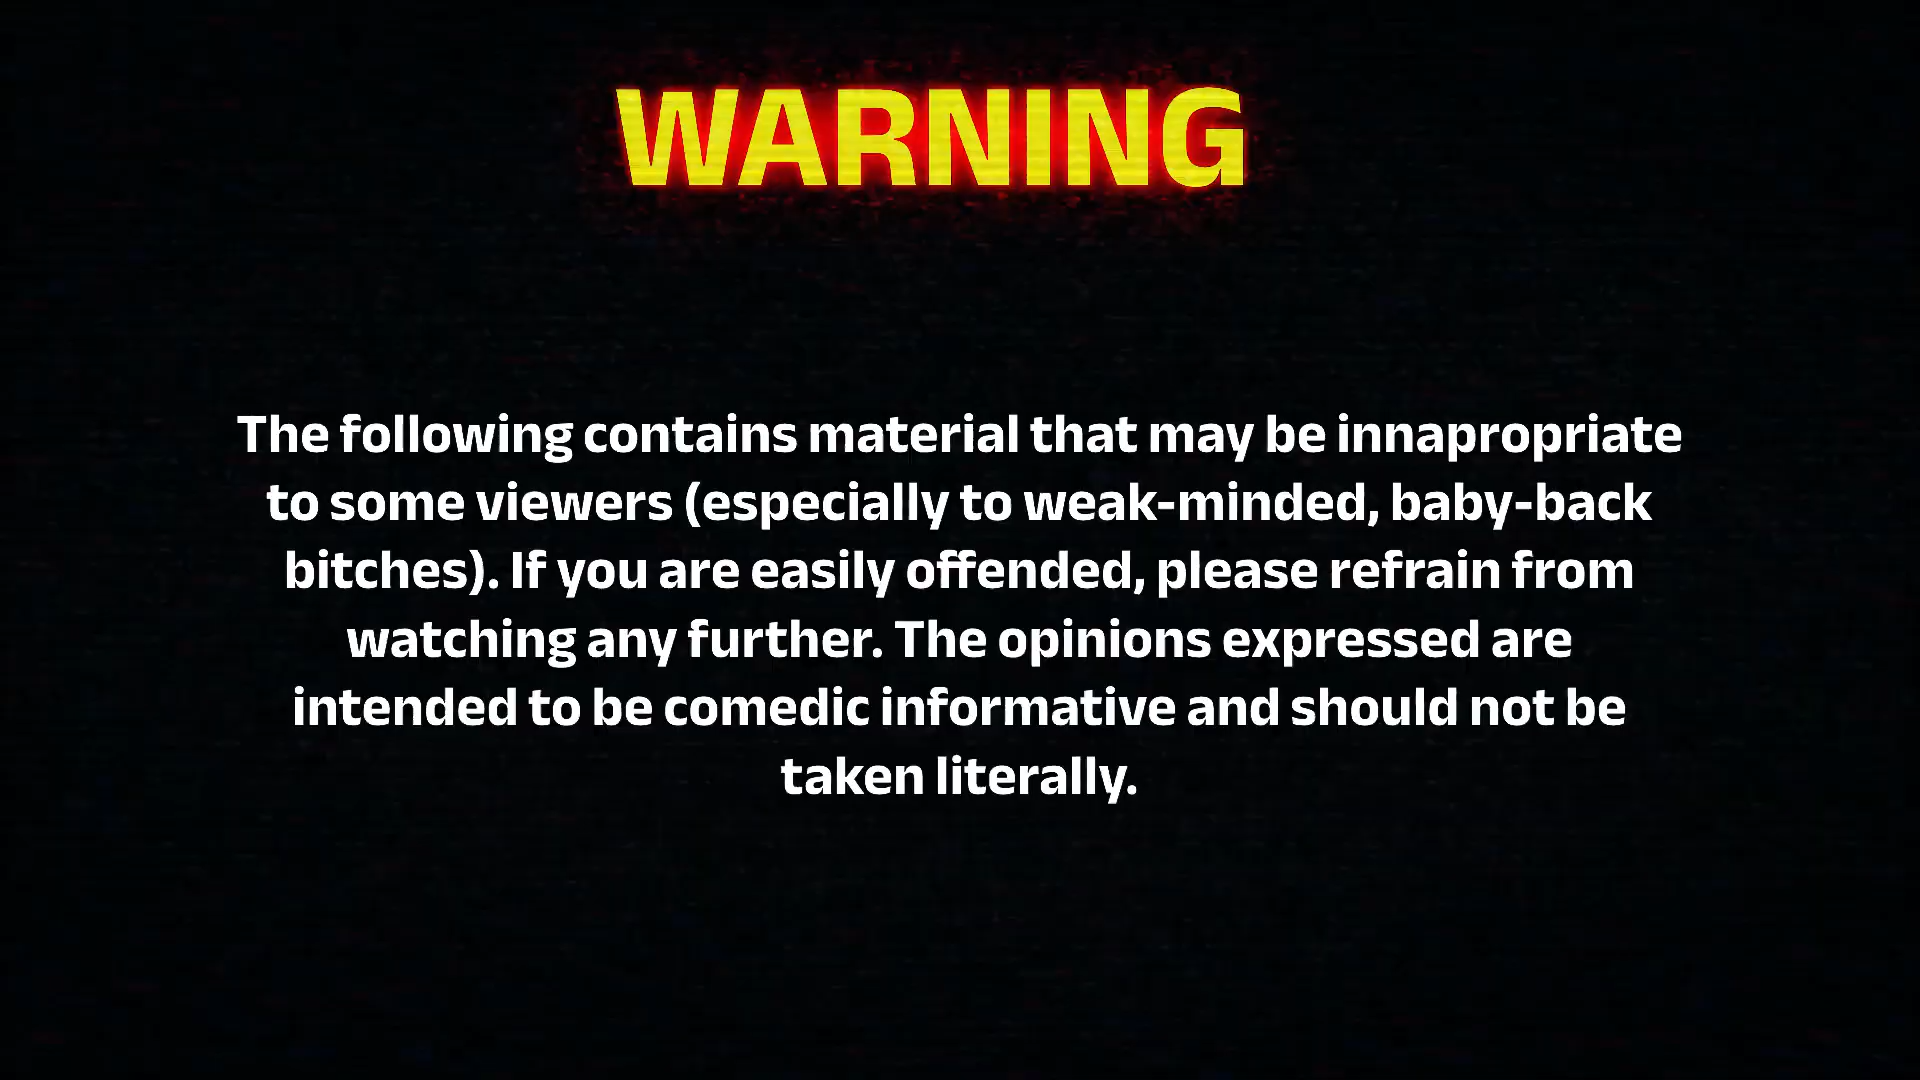 WARNING
The following contains material that may be innapropriate
to some viewers (especially to weak-minded, baby-back
bitches). If you are easily offended, please refrain from
watching any further. The opinions expressed are
intended to be comedic informative and should not be
taken literally.